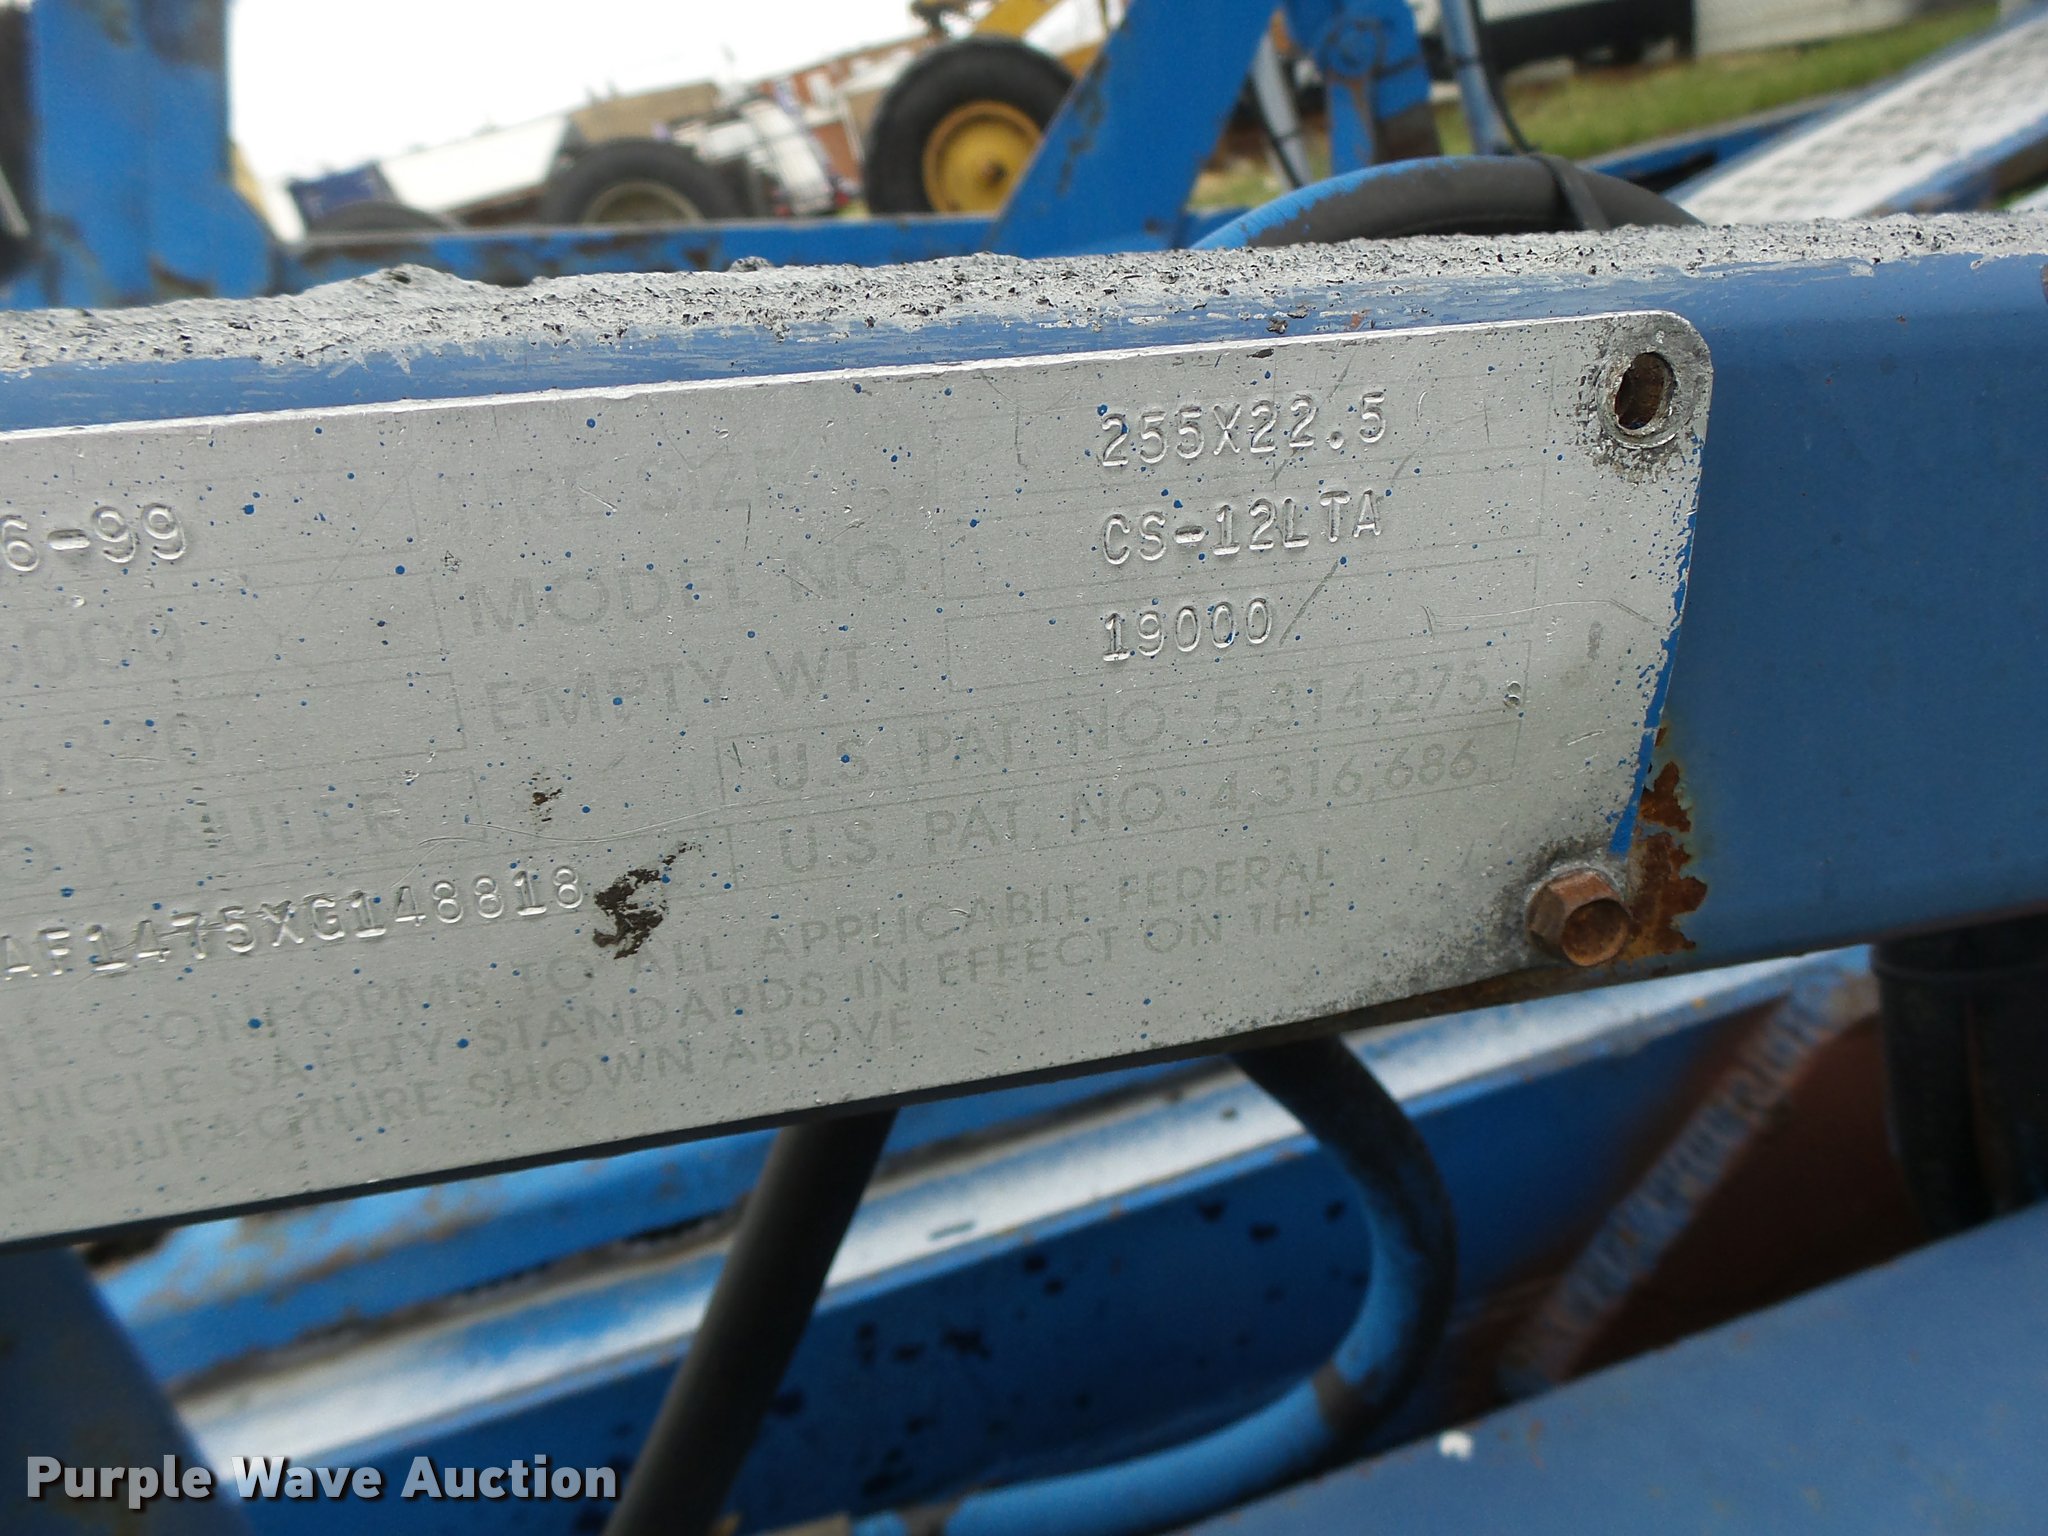 6-99 TIRE SIZE 255X22.5
MODEL NO. CS-12LTA
EMPTY WT. 19000
U.S. PAT. NO. 5,314,275
HAULER U.S. PAT. NO. 4,316,686
AF1475XG148818
CONFORMS TO ALL APPLICABLE FEDERAL
SAFETY STANDARDS IN EFFECT ON THE
MANUFACTURE SHOWN ABOVE
Purple Wave Auction